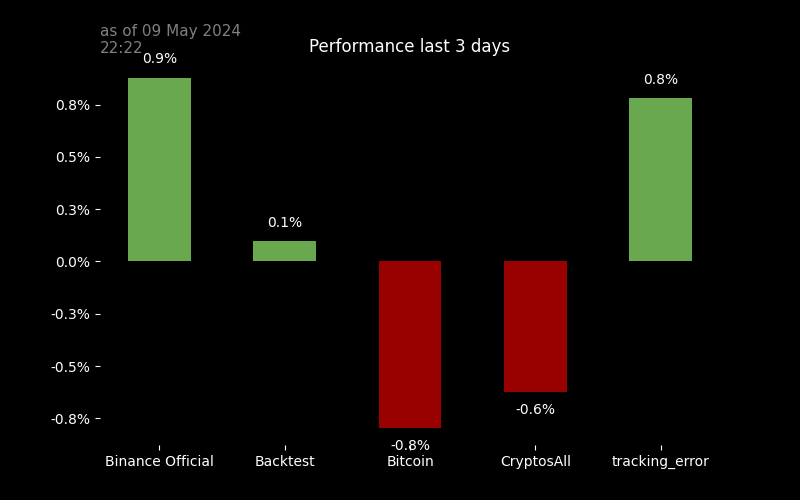 as of 09 May 2024
22:22
Performance last 3 days
0.9%
0.8%
0.8%
0.5%
0.3%
0.1%
0.0%
-0.3%
-0.5%
-0.6%
-0.8%
-0.8%
Binance Official
Backtest
Bitcoin
CryptosAll
tracking_error